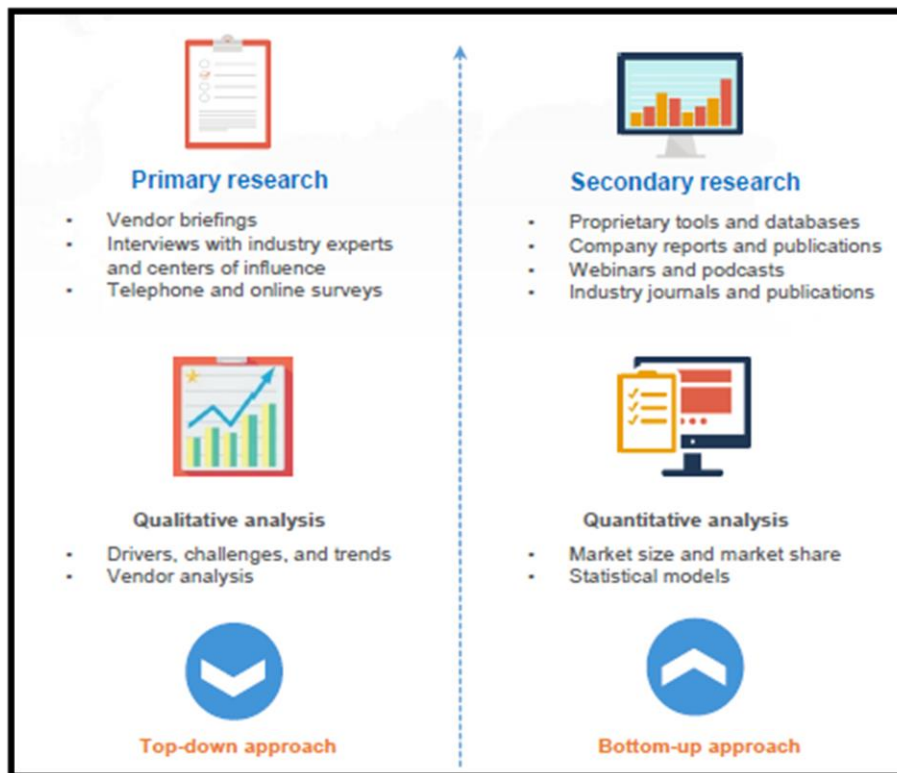 Primary research
• Vendor briefings
• Interviews with industry experts
and centers of influence
• Telephone and online surveys
Secondary research
• Proprietary tools and databases
• Company reports and publications
• Webinars and podcasts
• Industry journals and publications
Qualitative analysis
• Drivers, challenges, and trends
• Vendor analysis
Quantitative analysis
• Market size and market share
• Statistical models
Top-down approach
Bottom-up approach